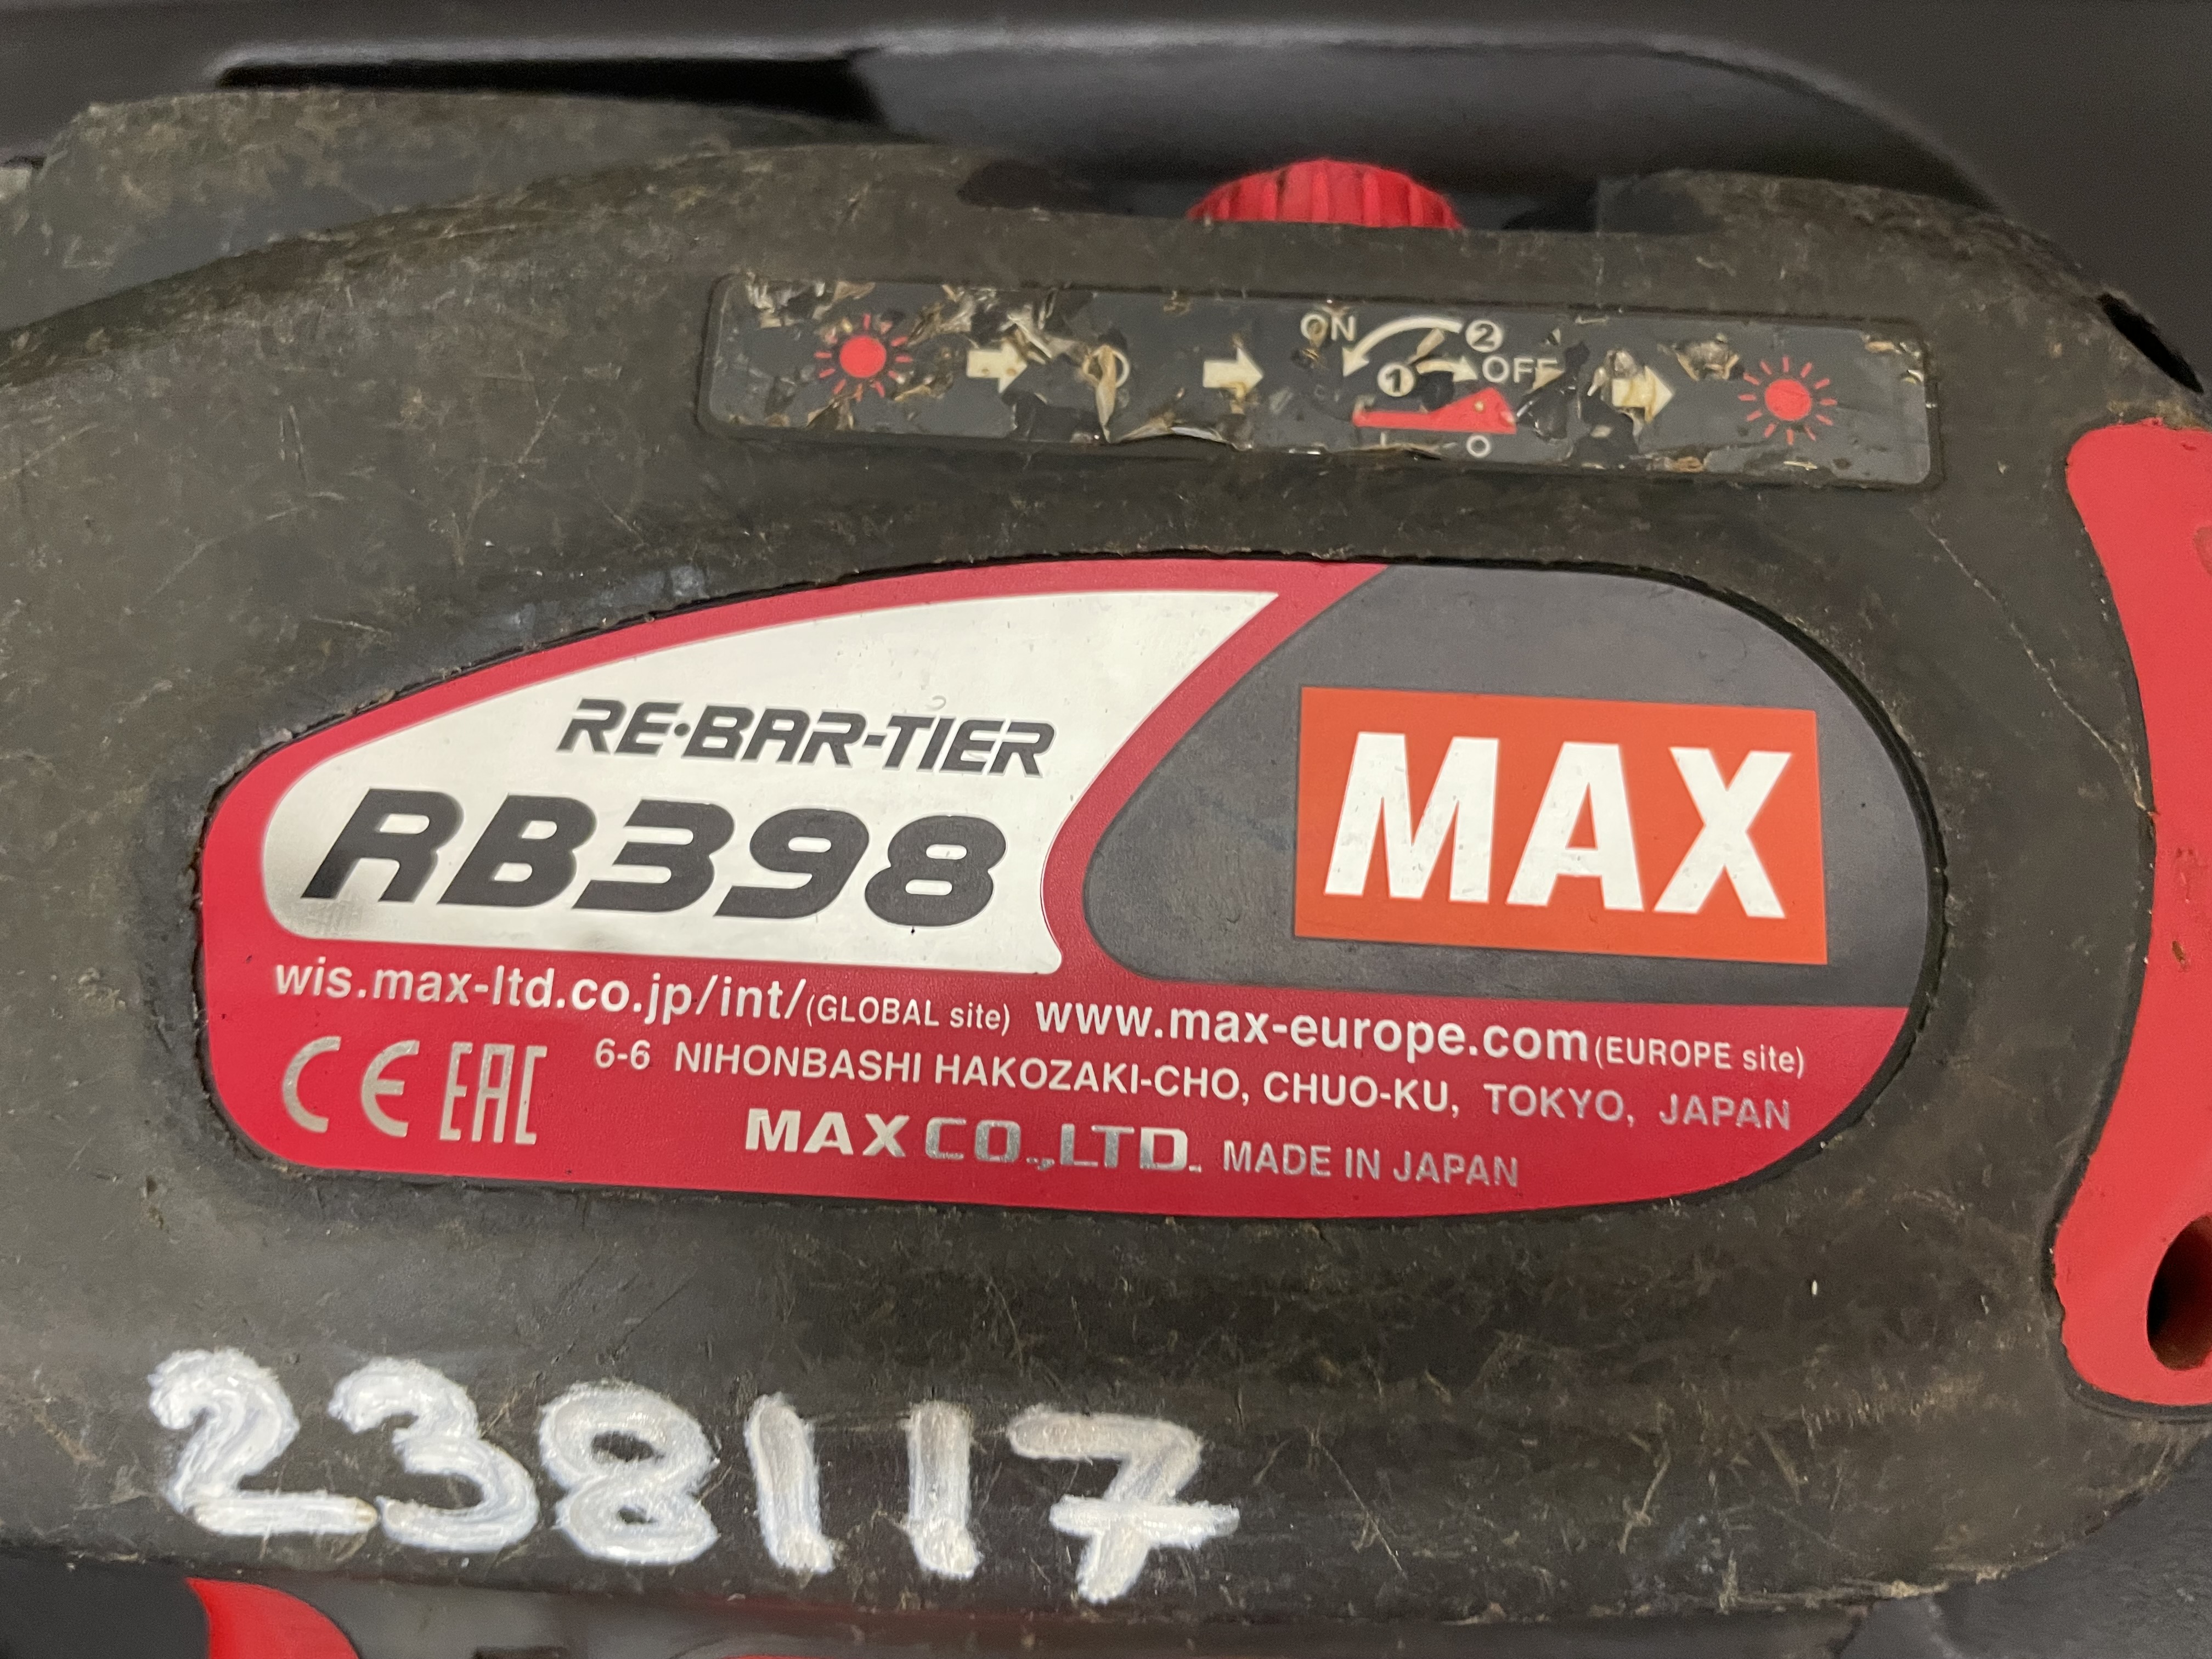 ON 2
1 OFF
I O
RE·BAR-TIER
RB398
MAX
wis.max-ltd.co.jp/int/(GLOBAL site) www.max-europe.com(EUROPE site)
CE EAC 6-6 NIHONBASHI HAKOZAKI-CHO, CHUO-KU, TOKYO, JAPAN
MAX CO.,LTD. MADE IN JAPAN
238117